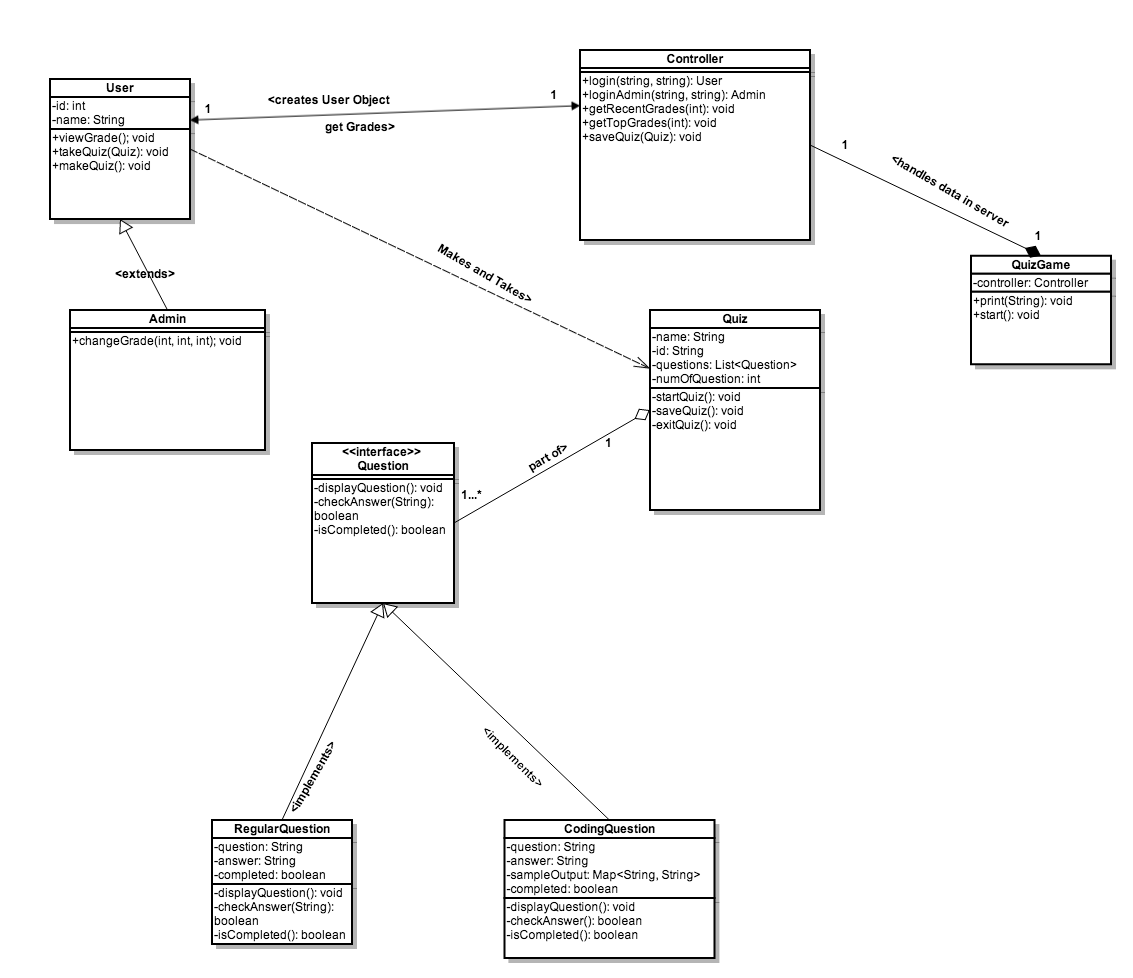 User
-id: int
-name: String
+viewGrade(); void
+takeQuiz(Quiz): void
+makeQuiz(): void
1
<creates User Object
get Grades>
1
Controller
+login(string, string): User
+loginAdmin(string, string): Admin
+getRecentGrades(int): void
+getTopGrades(int): void
+saveQuiz(Quiz): void
1
<handles data in server
1
QuizGame
-controller: Controller
+print(String): void
+start(): void
<extends>
Makes and Takes>
Admin
+changeGrade(int, int, int); void
Quiz
-name: String
-id: String
-questions: List<Question>
-numOfQuestion: int
-startQuiz(): void
-saveQuiz(): void
-exitQuiz(): void
1
part of>
1...*
<<interface>>
Question
-displayQuestion(): void
-checkAnswer(String):
boolean
-isCompleted(): boolean
<implements>
<implements>
RegularQuestion
-question: String
-answer: String
-completed: boolean
-displayQuestion(): void
-checkAnswer(String):
boolean
-isCompleted(): boolean
CodingQuestion
-question: String
-answer: String
-sampleOutput: Map<String, String>
-completed: boolean
-displayQuestion(): void
-checkAnswer(): boolean
-isCompleted(): boolean